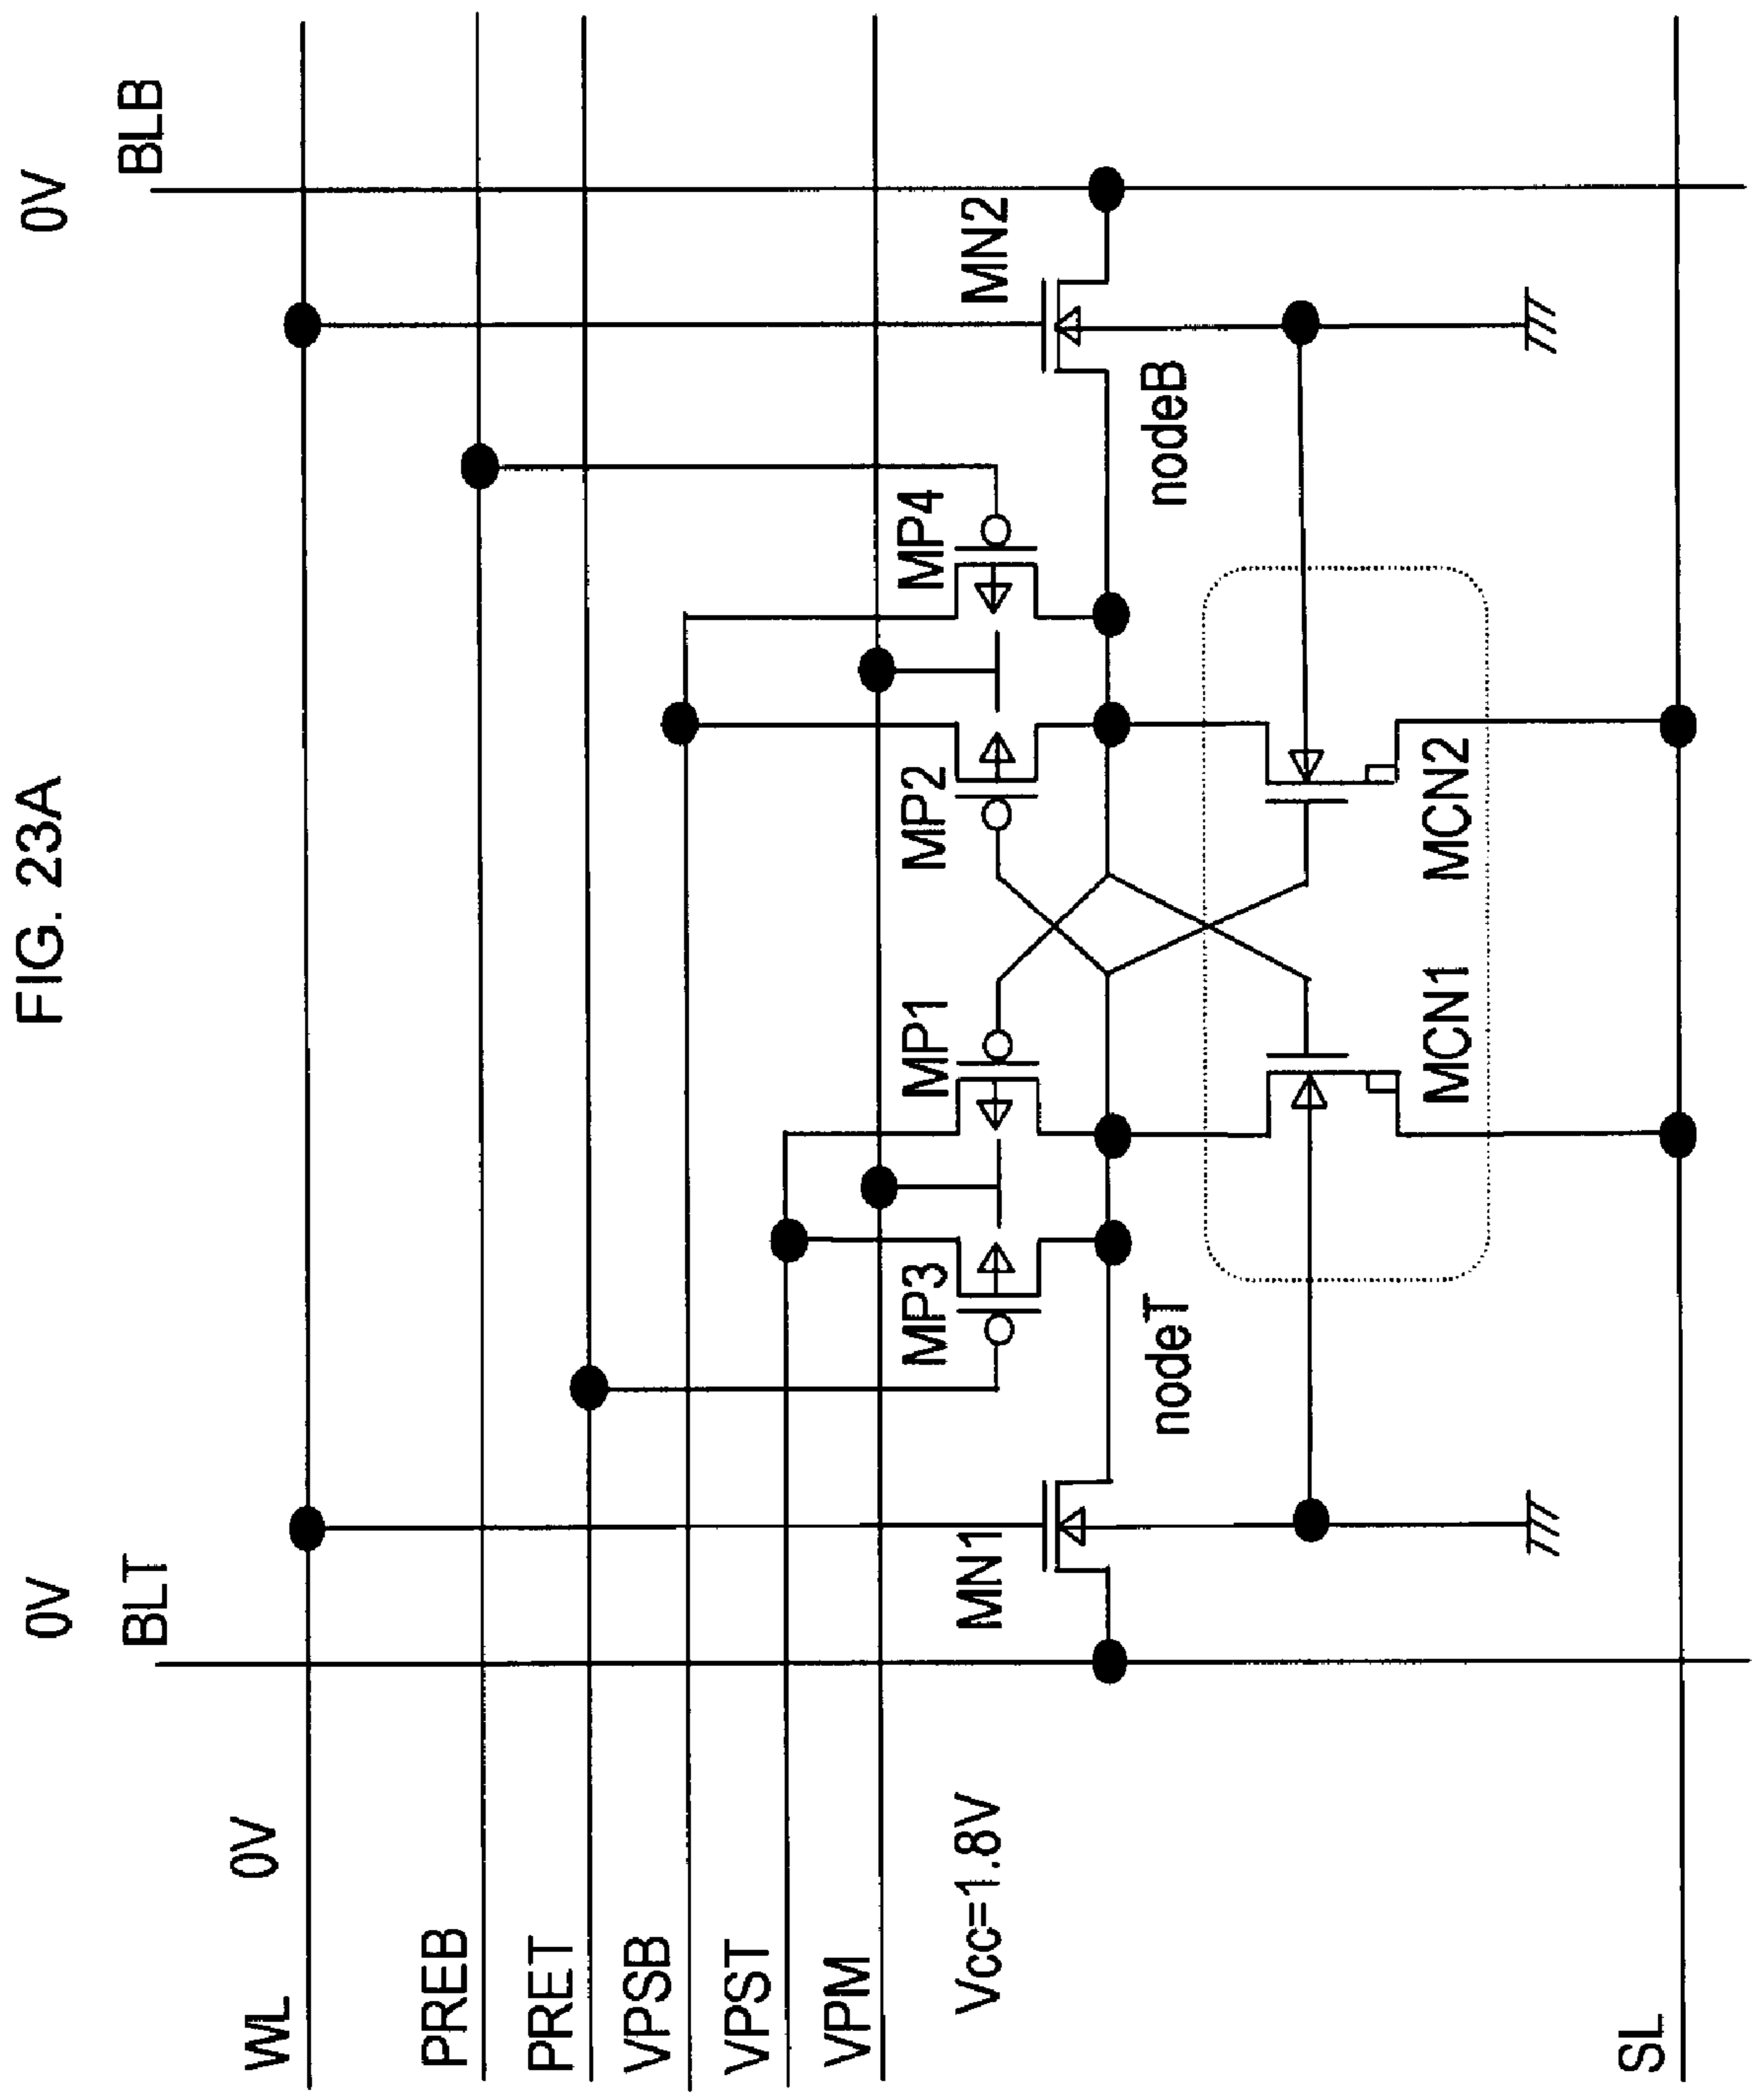 FIG. 23A
0V
0V
BLT
BLB
WL
0V
PREB
PRET
VPSB
VPST
VPM
Vcc=1.8V
MN1
MP3
MP1
MP2
MP4
MN2
nodeT
nodeB
MCN1
MCN2
SL